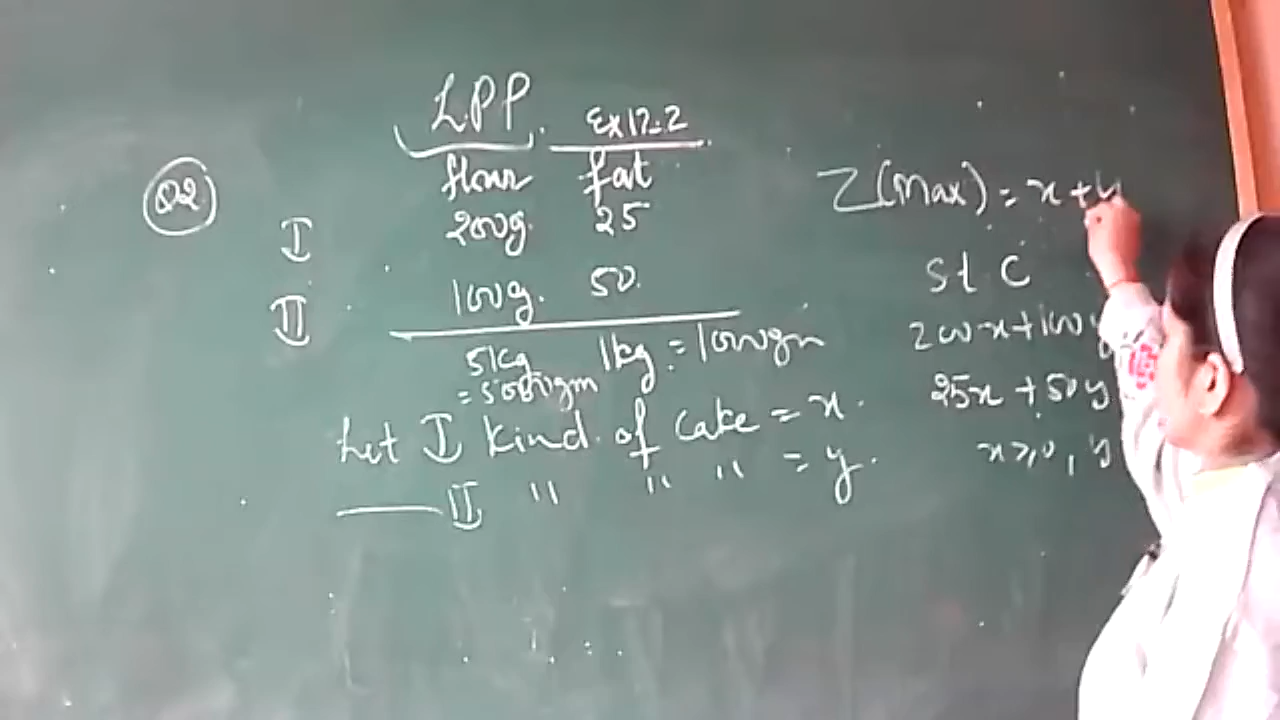 LPP. Ex 12.2
Q2
flour fat
I 200g. 25
II 100g. 50.
5kg 1kg = 1000gm
= 5000gm
Let I kind of cake = x.
—— II " " " = y.
Z(Max) = x + y
St C
200x + 100y
25x + 50y
x ≥ 0, y